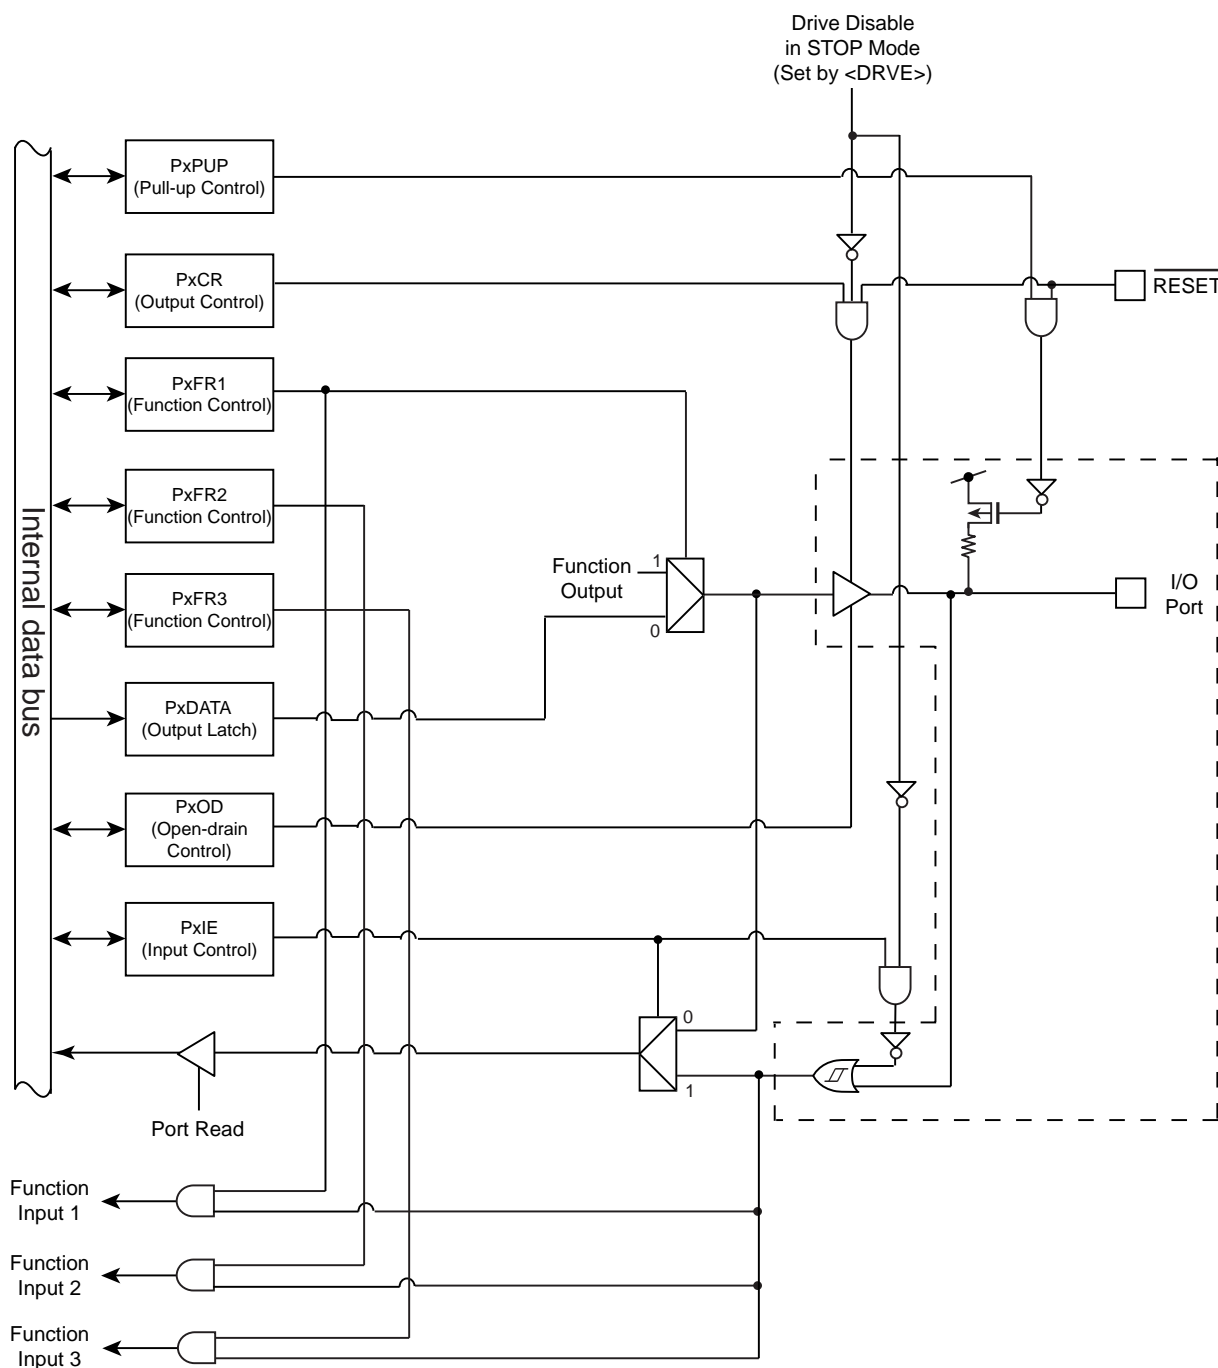 Drive Disable
in STOP Mode
(Set by <DRVE>)
PxPUP
(Pull-up Control)
PxCR
(Output Control)
RESET
PxFR1
(Function Control)
PxFR2
(Function Control)
Internal data bus
Function
Output
1
0
I/O
Port
PxFR3
(Function Control)
PxDATA
(Output Latch)
PxOD
(Open-drain
Control)
PxIE
(Input Control)
0
1
Port Read
Function
Input 1
Function
Input 2
Function
Input 3